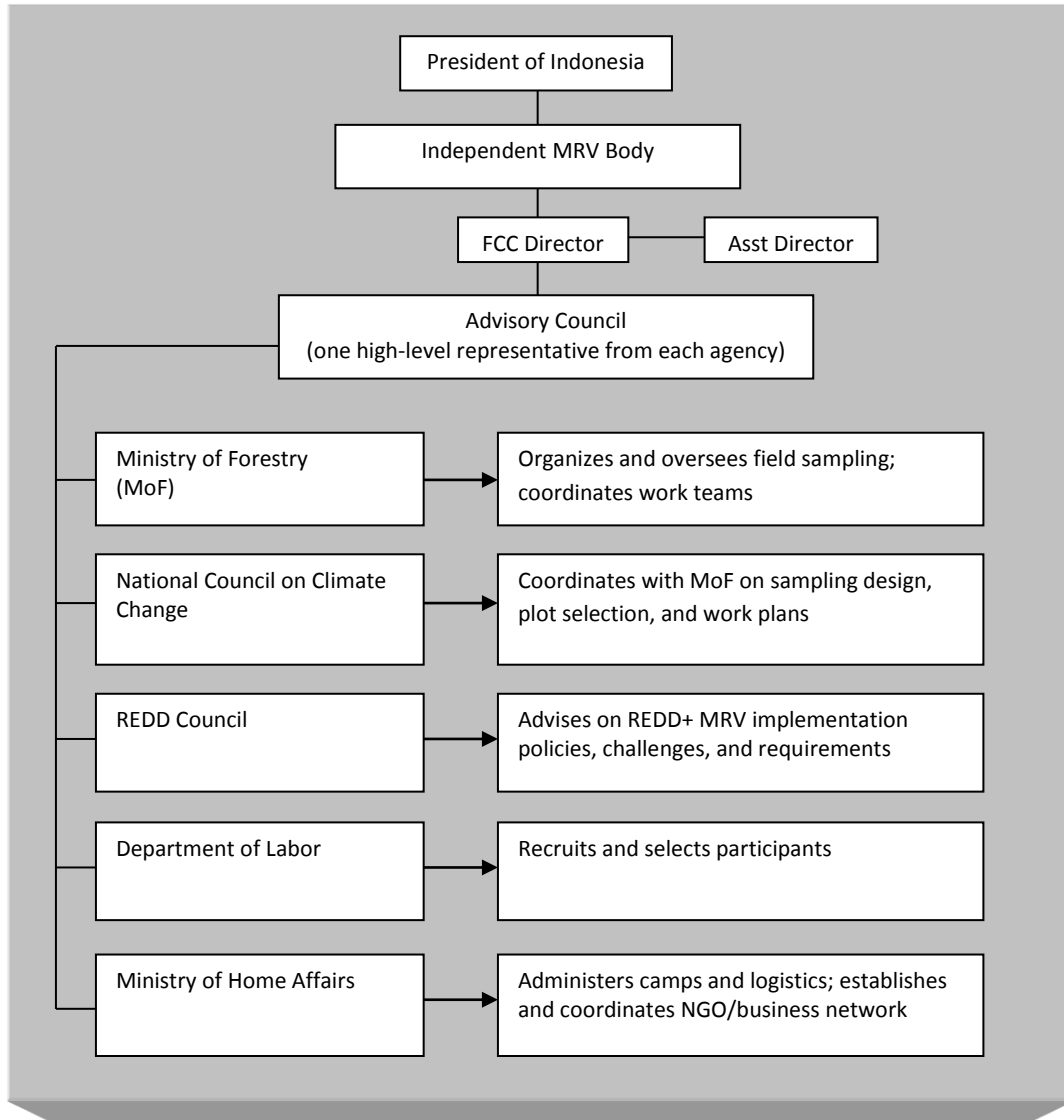 President of Indonesia
Independent MRV Body
FCC Director
Asst Director
Advisory Council
(one high-level representative from each agency)
Ministry of Forestry
(MoF)
Organizes and oversees field sampling;
coordinates work teams
National Council on Climate
Change
Coordinates with MoF on sampling design,
plot selection, and work plans
REDD Council
Advises on REDD+ MRV implementation
policies, challenges, and requirements
Department of Labor
Recruits and selects participants
Ministry of Home Affairs
Administers camps and logistics; establishes
and coordinates NGO/business network